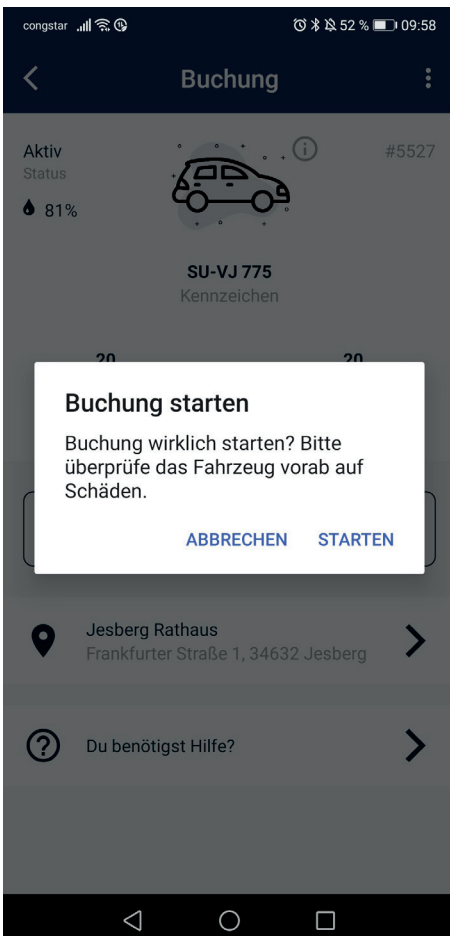 congstar 52 % 09:58
Buchung
Aktiv #5527
Status
81%
SU-VJ 775
Kennzeichen
20 20
Buchung starten
Buchung wirklich starten? Bitte
überprüfe das Fahrzeug vorab auf
Schäden.
ABBRECHEN STARTEN
Jesberg Rathaus
Frankfurter Straße 1, 34632 Jesberg
Du benötigst Hilfe?